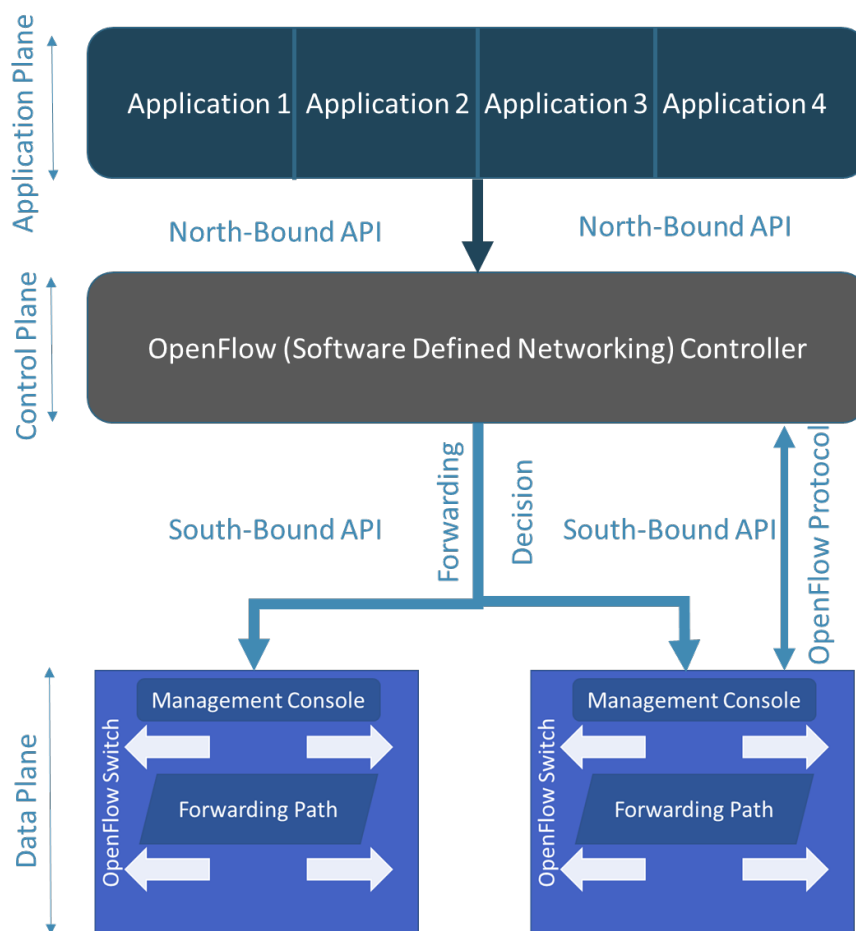 Application Plane
Application 1
Application 2
Application 3
Application 4
North-Bound API
North-Bound API
Control Plane
OpenFlow (Software Defined Networking) Controller
Forwarding
Decision
South-Bound API
South-Bound API
OpenFlow Protocol
Data Plane
OpenFlow Switch
Management Console
Forwarding Path
OpenFlow Switch
Management Console
Forwarding Path